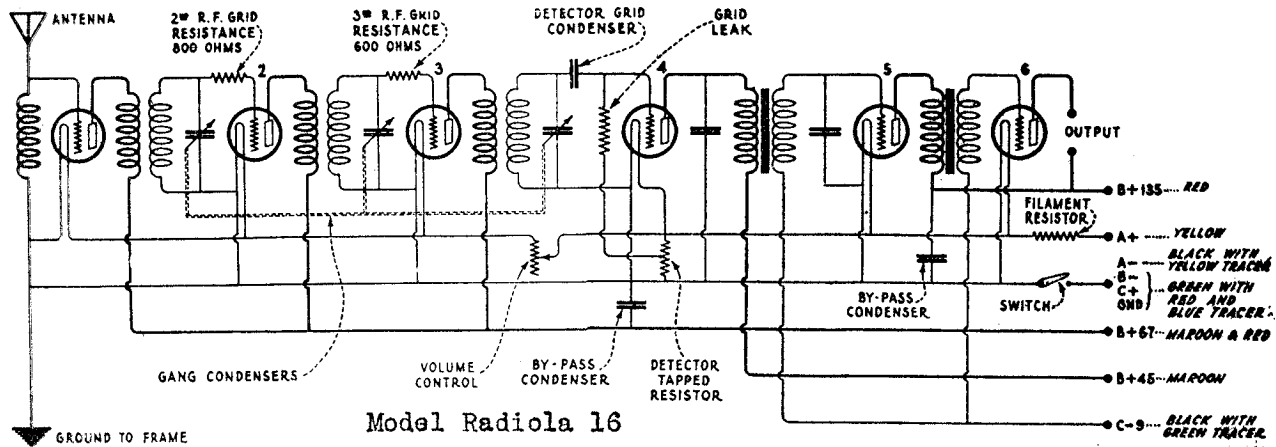 ANTENNA
2ND R.F. GRID
RESISTANCE
800 OHMS
3RD R.F. GRID
RESISTANCE
600 OHMS
DETECTOR GRID
CONDENSER
GRID
LEAK
2
3
4
5
6
OUTPUT
B+135 RED
FILAMENT
RESISTOR
A+ YELLOW
A- BLACK WITH
YELLOW TRACER
B-
C+
GND
GREEN WITH
RED AND
BLUE TRACER
SWITCH
BY-PASS
CONDENSER
B+67 MAROON & RED
GANG CONDENSERS
VOLUME
CONTROL
BY-PASS
CONDENSER
DETECTOR
TAPPED
RESISTOR
B+45 MAROON
Model Radiola 16
C-9 BLACK WITH
GREEN TRACER
GROUND TO FRAME